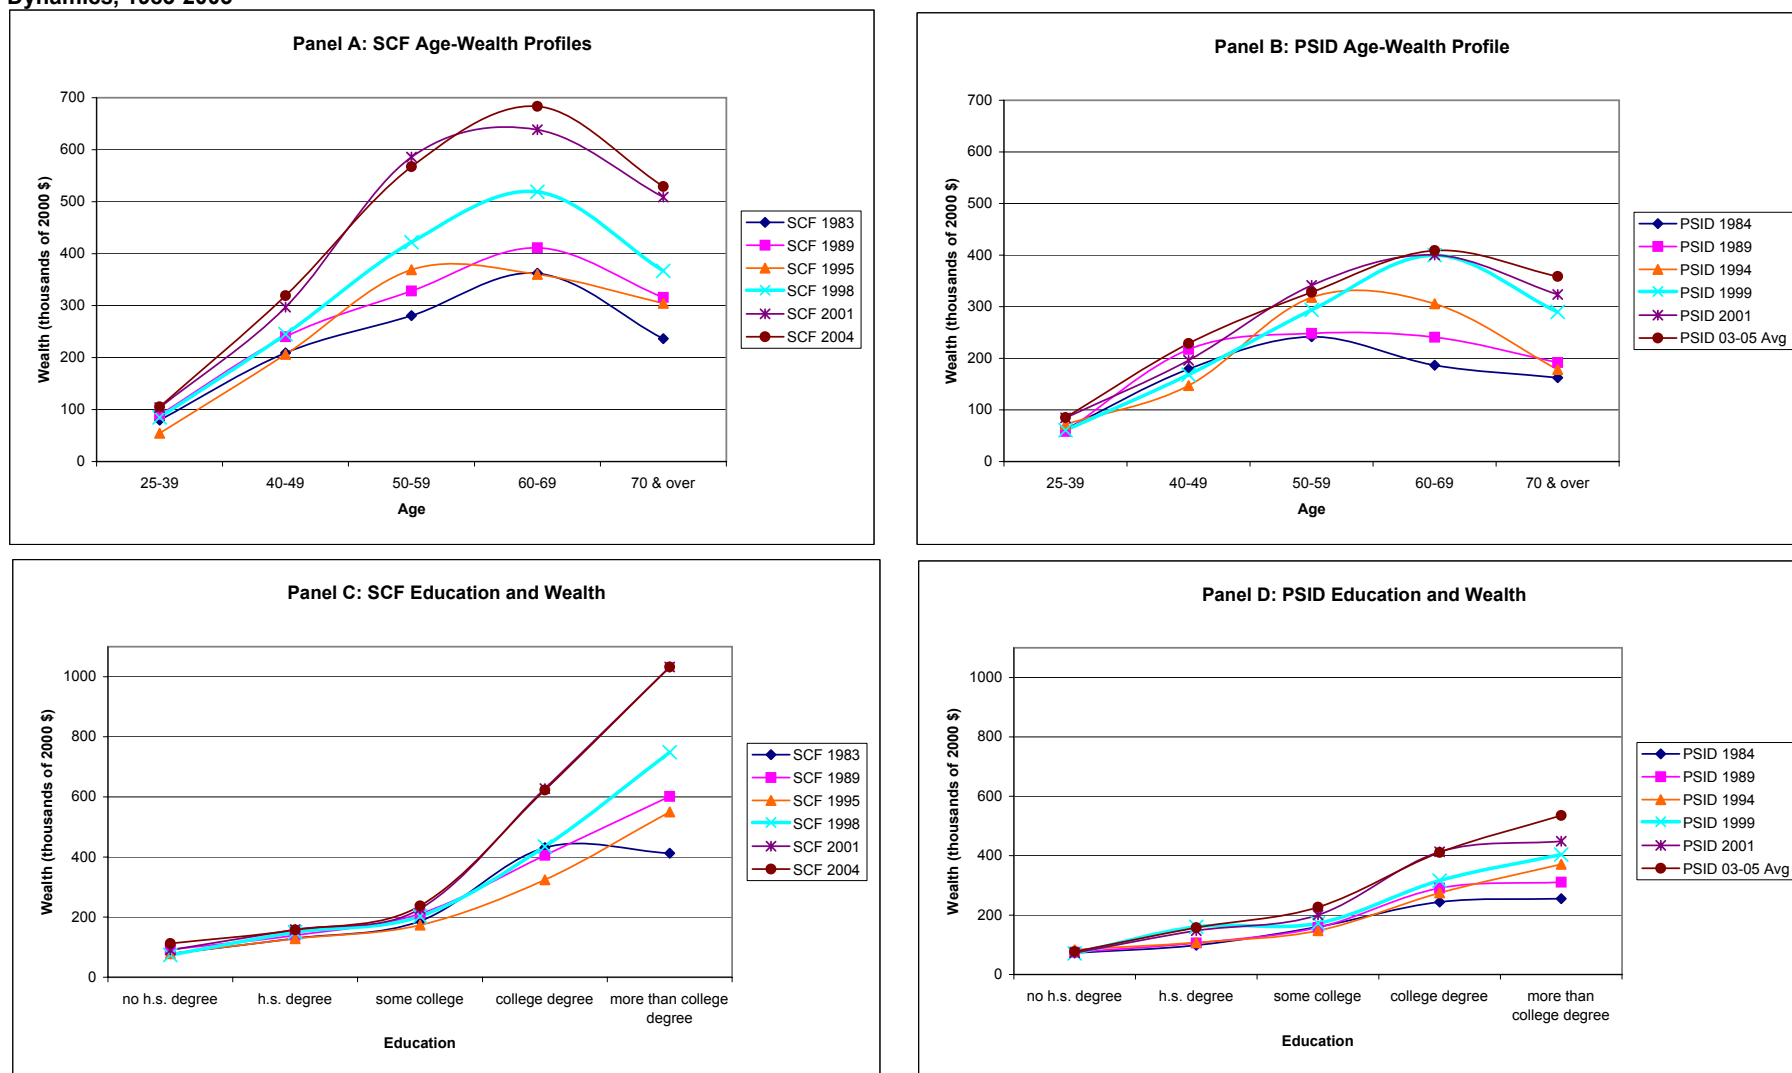 Panel A: SCF Age-Wealth Profiles
Wealth (thousands of 2000 $)
700
600
500
400
300
200
100
0
25-39 40-49 50-59 60-69 70 & over
Age
SCF 1983
SCF 1989
SCF 1995
SCF 1998
SCF 2001
SCF 2004
Panel B: PSID Age-Wealth Profile
Wealth (thousands of 2000 $)
700
600
500
400
300
200
100
0
25-39 40-49 50-59 60-69 70 & over
Age
PSID 1984
PSID 1989
PSID 1994
PSID 1999
PSID 2001
PSID 03-05 Avg
Panel C: SCF Education and Wealth
Wealth (thousands of 2000 $)
1000
800
600
400
200
0
no h.s. degree h.s. degree some college college degree more than college
degree
Education
SCF 1983
SCF 1989
SCF 1995
SCF 1998
SCF 2001
SCF 2004
Panel D: PSID Education and Wealth
Wealth (thousands of 2000 $)
1000
800
600
400
200
0
no h.s. degree h.s. degree some college college degree more than
college degree
Education
PSID 1984
PSID 1989
PSID 1994
PSID 1999
PSID 2001
PSID 03-05 Avg